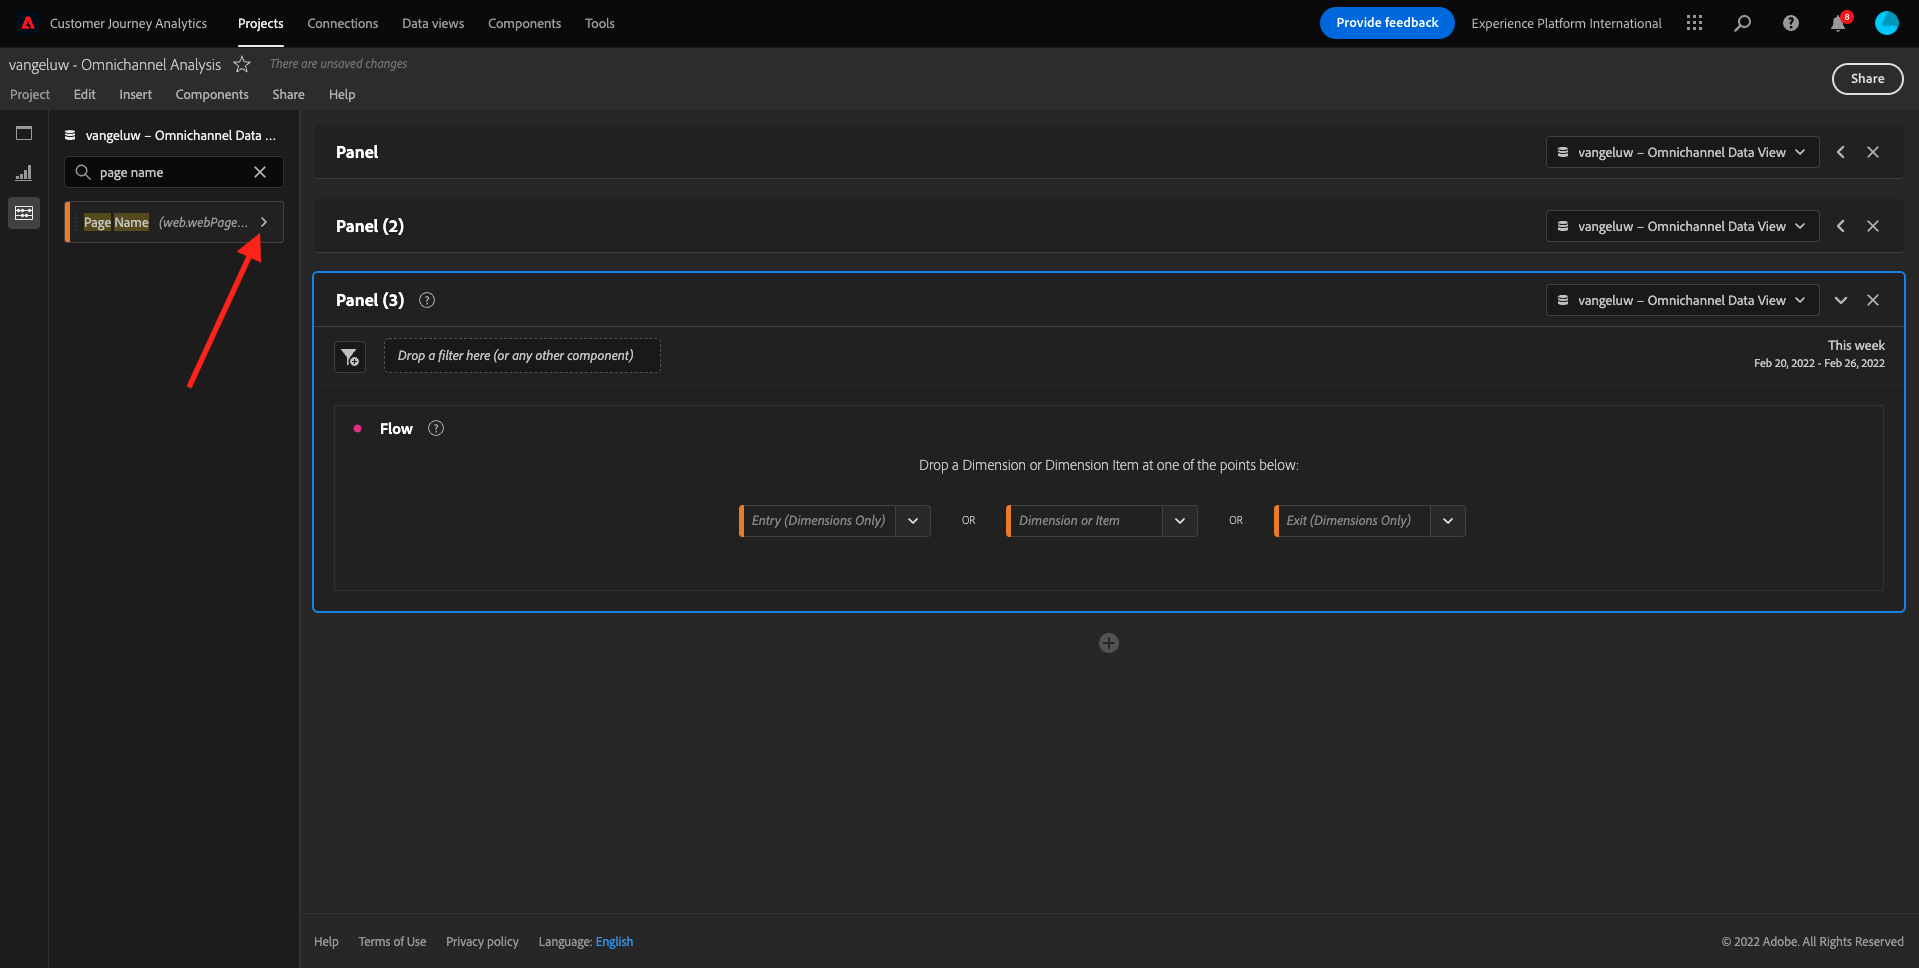 Customer Journey Analytics Projects Connections Data views Components Tools Provide feedback Experience Platform International 8
vangeluw - Omnichannel Analysis There are unsaved changes
Project Edit Insert Components Share Help Share
vangeluw – Omnichannel Data ...
page name
Page Name (web.webPage...
Panel vangeluw – Omnichannel Data View
Panel (2) vangeluw – Omnichannel Data View
Panel (3) ? vangeluw – Omnichannel Data View
Drop a filter here (or any other component)
This week
Feb 20, 2022 - Feb 26, 2022
Flow ?
Drop a Dimension or Dimension Item at one of the points below:
Entry (Dimensions Only) OR Dimension or Item OR Exit (Dimensions Only)
Help Terms of Use Privacy policy Language: English © 2022 Adobe. All Rights Reserved